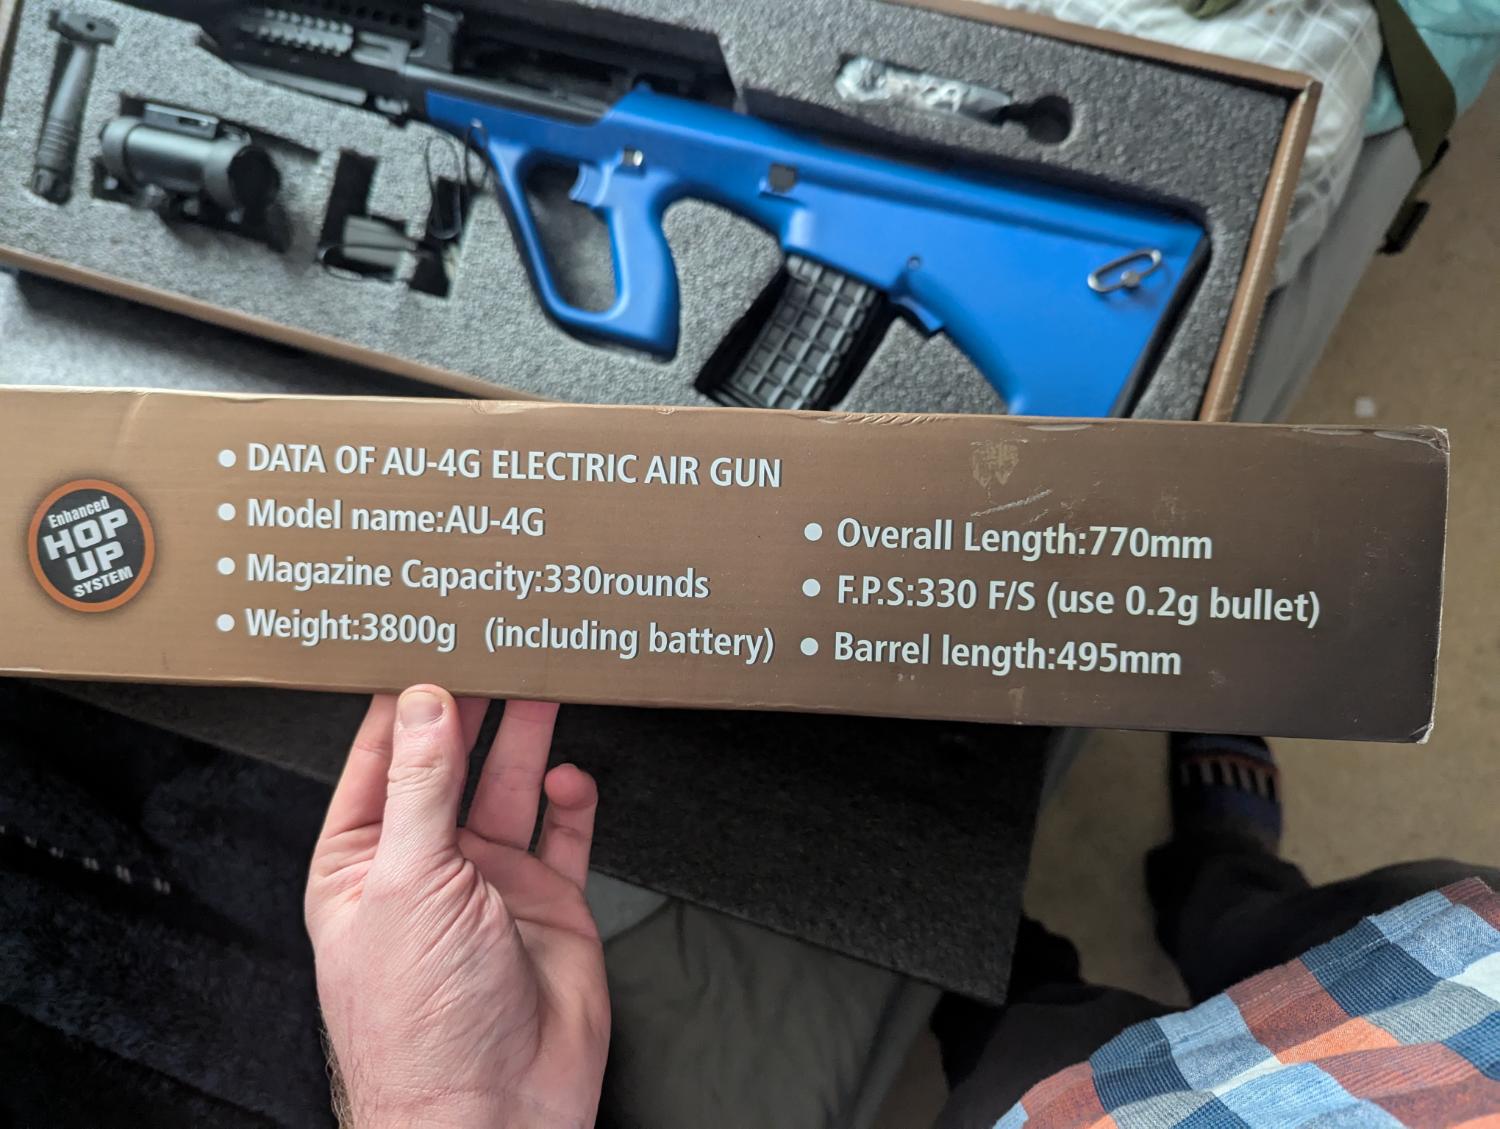 Enhanced
HOP
UP
SYSTEM
• DATA OF AU-4G ELECTRIC AIR GUN
• Model name:AU-4G
• Magazine Capacity:330rounds
• Weight:3800g (including battery)
• Overall Length:770mm
• F.P.S:330 F/S (use 0.2g bullet)
• Barrel length:495mm